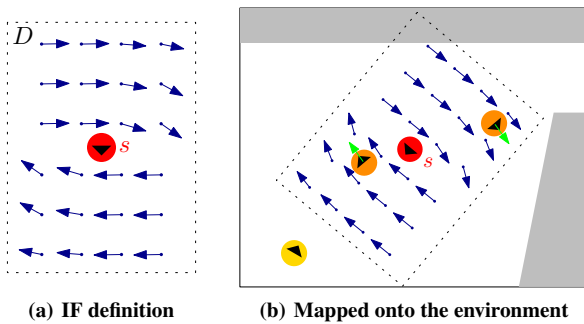 D
s
s
(a) IF definition
(b) Mapped onto the environment